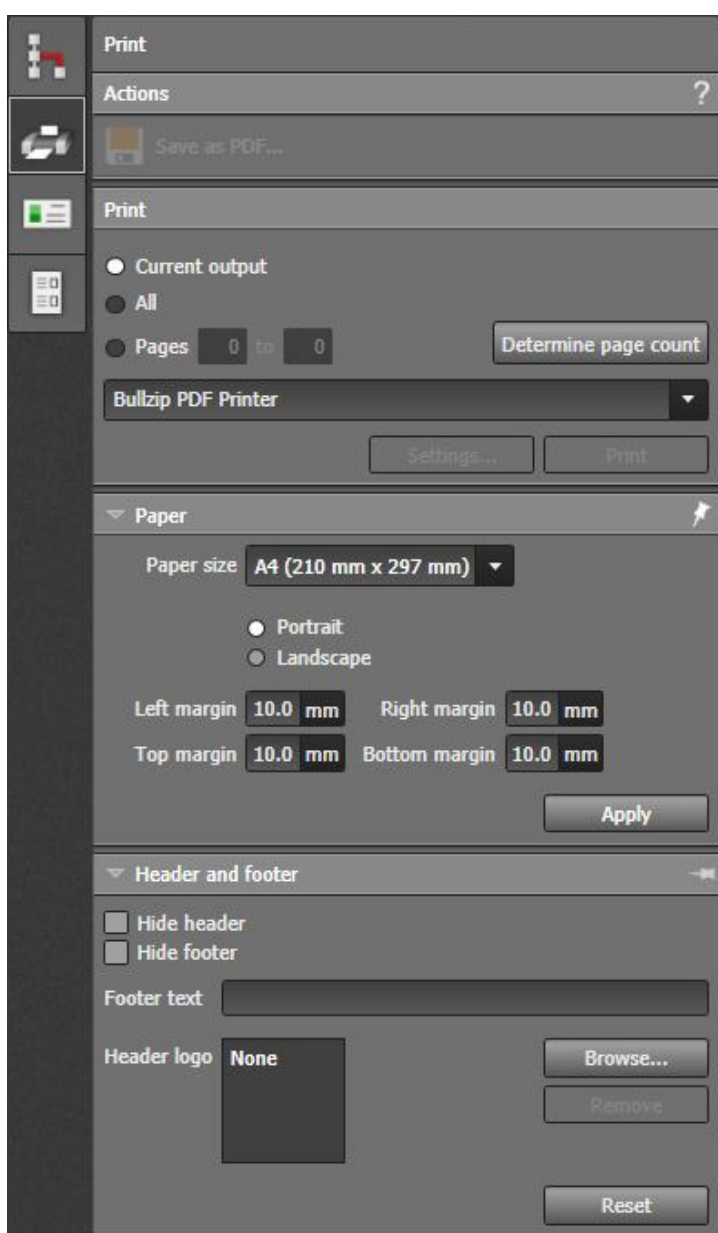 Print
Actions ?
Save as PDF...
Print
Current output
All
Pages 0 to 0 Determine page count
Bullzip PDF Printer
Settings... Print
Paper
Paper size A4 (210 mm x 297 mm)
Portrait
Landscape
Left margin 10.0 mm Right margin 10.0 mm
Top margin 10.0 mm Bottom margin 10.0 mm
Apply
Header and footer
Hide header
Hide footer
Footer text
Header logo None Browse...
Remove
Reset